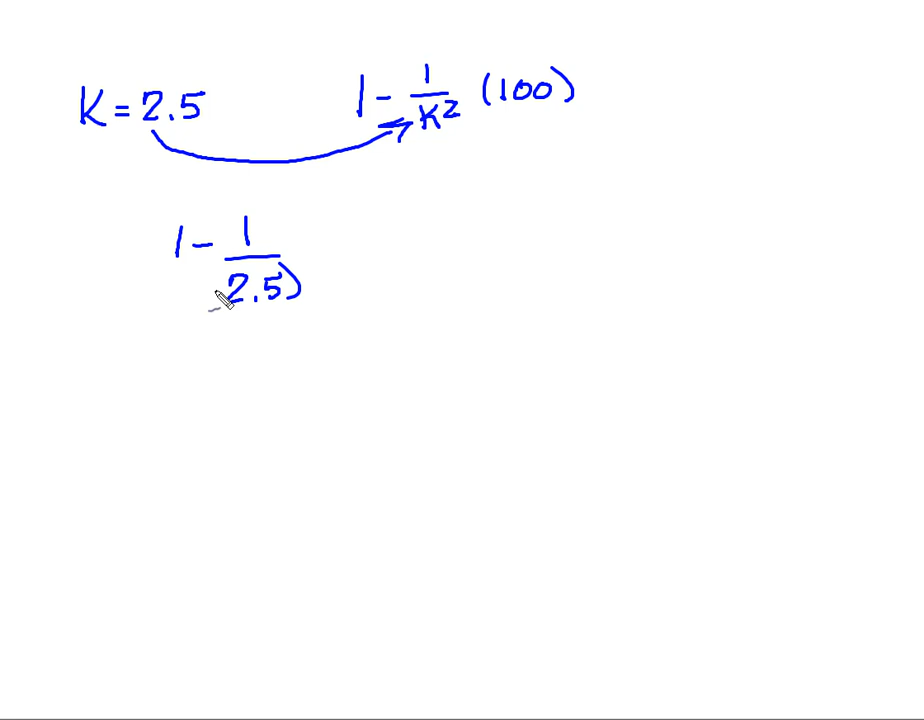 K = 2.5 1 - 1/K² (100)
1 - 1/2.5)